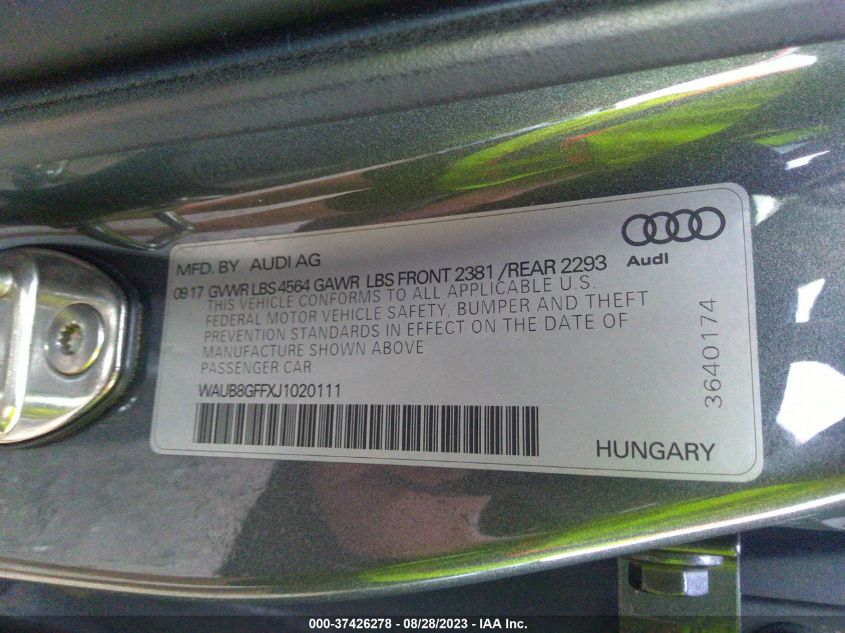 MFD. BY AUDI AG
09 17 GVWR LBS 4564 GAWR LBS FRONT 2381 /REAR 2293
THIS VEHICLE CONFORMS TO ALL APPLICABLE U.S.
FEDERAL MOTOR VEHICLE SAFETY, BUMPER AND THEFT
PREVENTION STANDARDS IN EFFECT ON THE DATE OF
MANUFACTURE SHOWN ABOVE
PASSENGER CAR
WAUB8GFFXJ1020111
Audi
3640174
HUNGARY
000-37426278 - 08/28/2023 - IAA Inc.